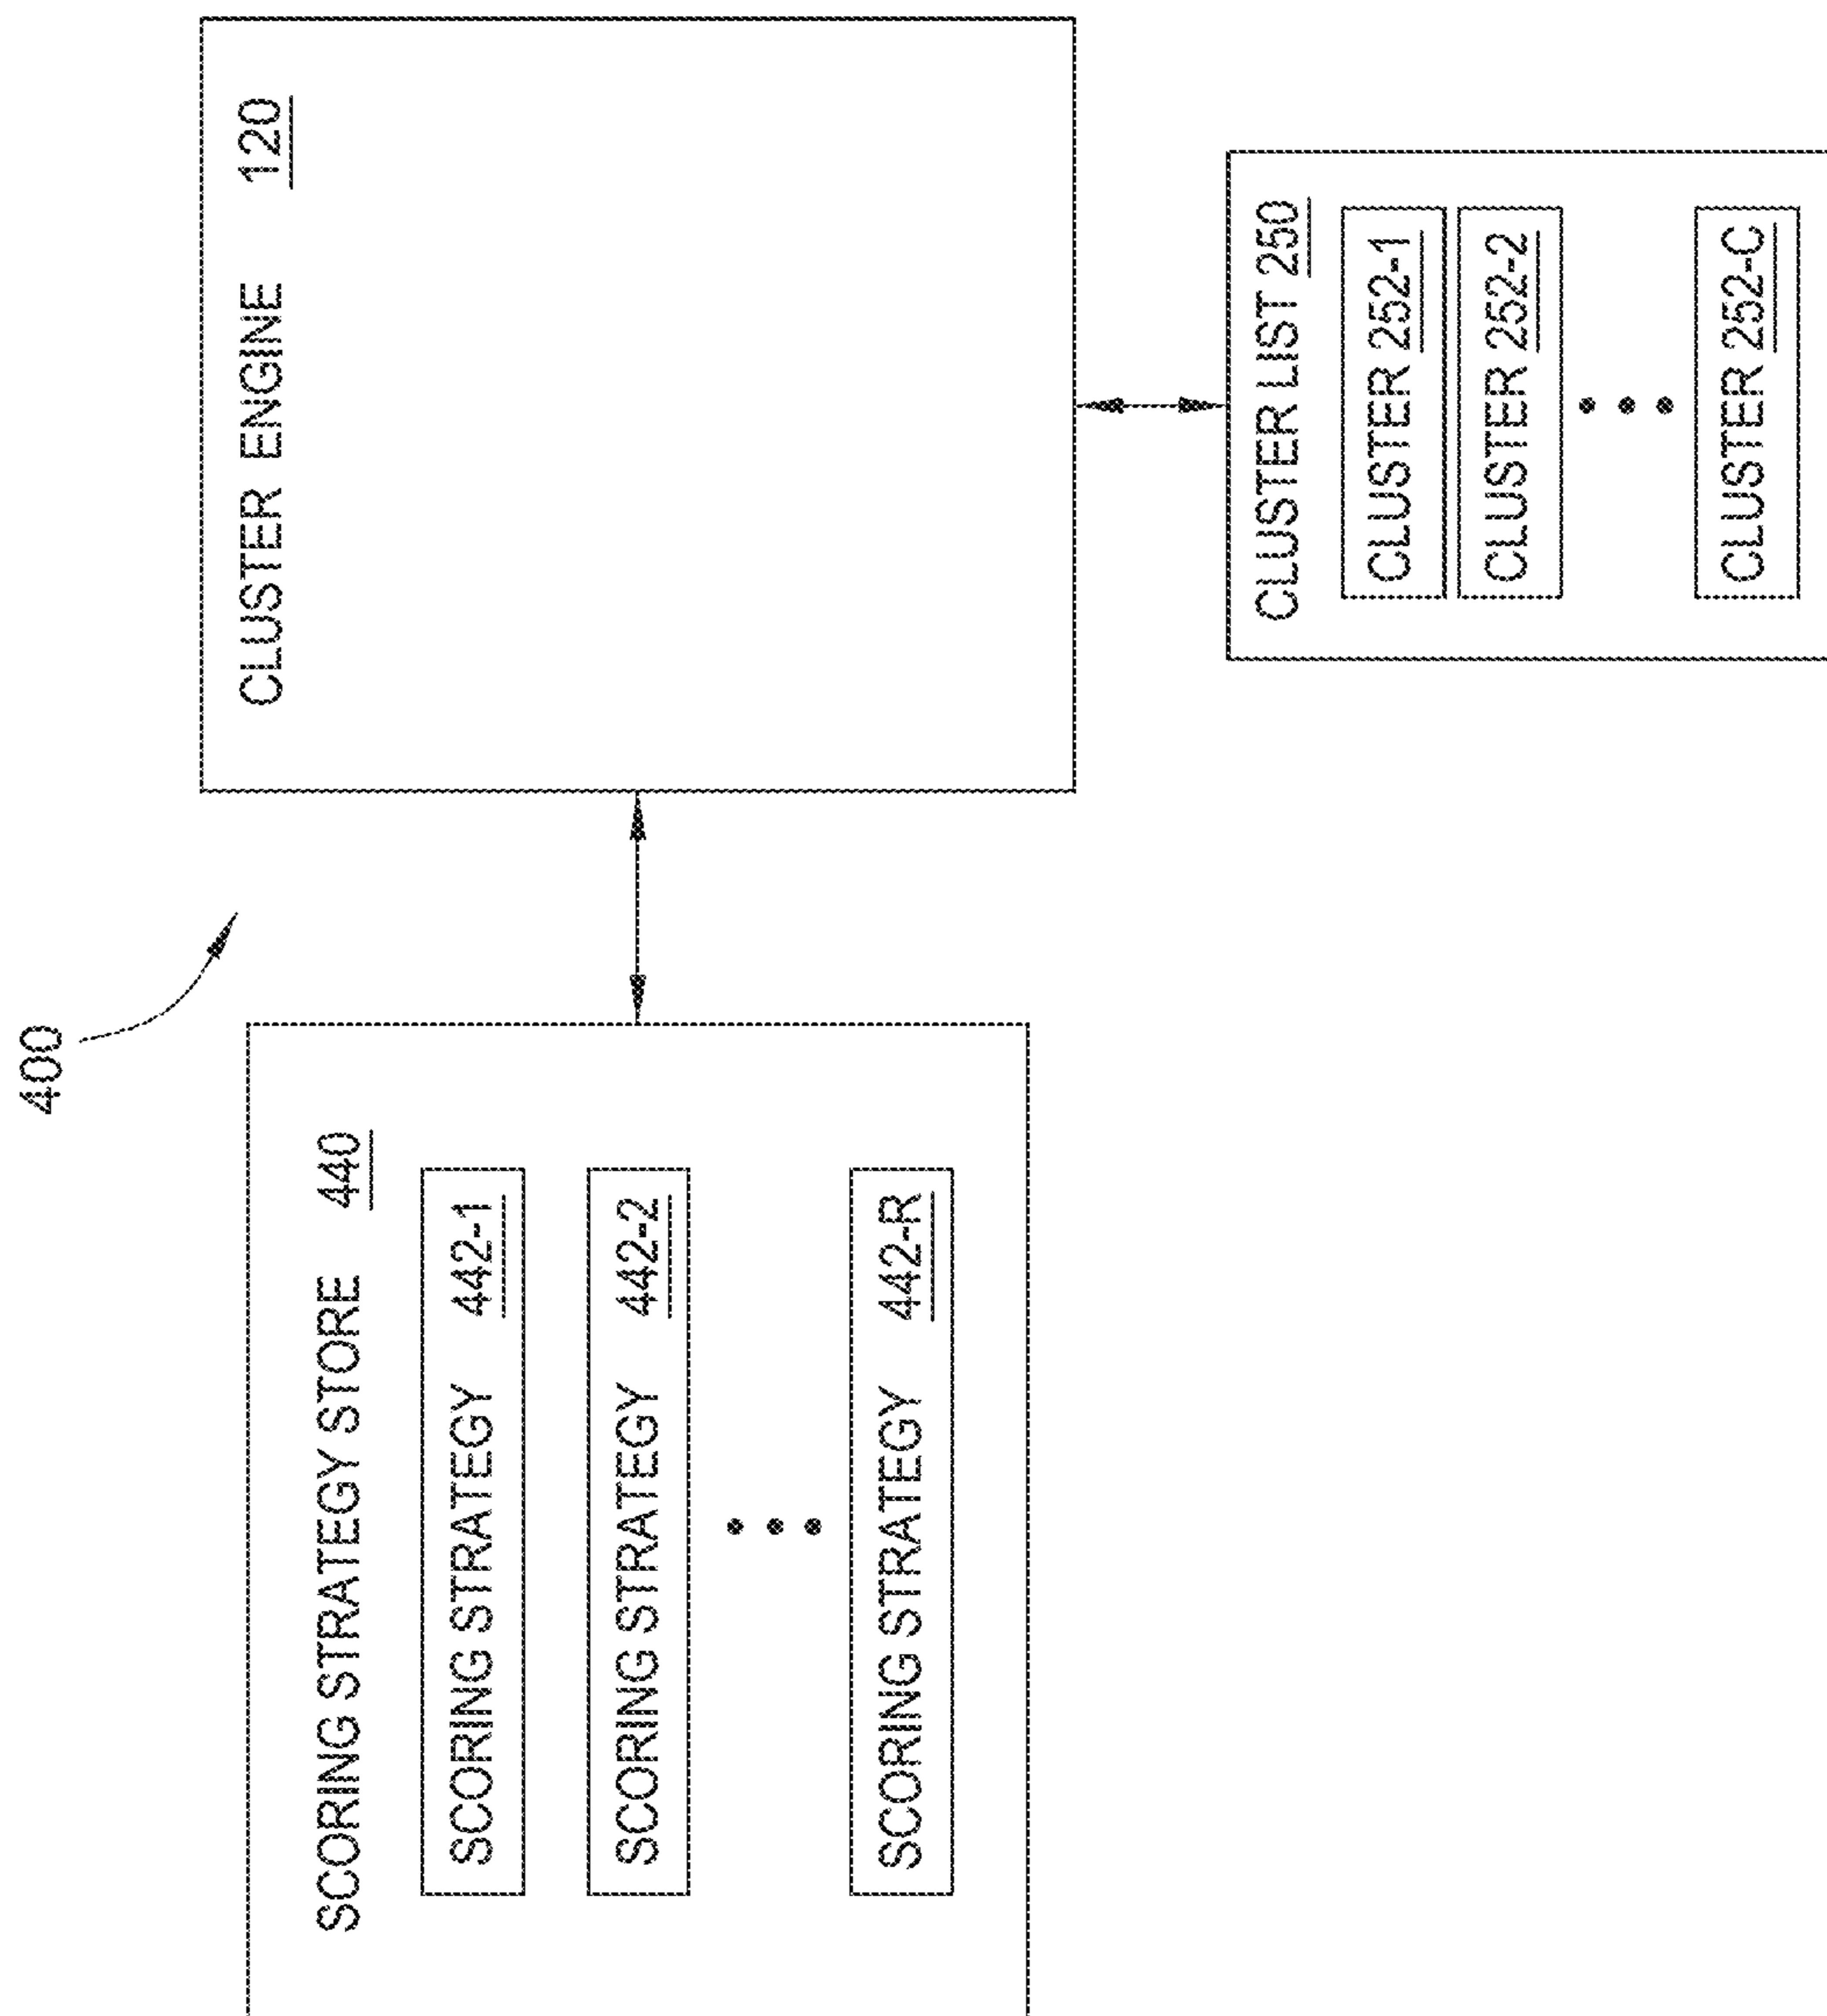 400
SCORING STRATEGY STORE 440
SCORING STRATEGY 442-1
SCORING STRATEGY 442-2
SCORING STRATEGY 442-R
CLUSTER ENGINE 120
CLUSTER LIST 250
CLUSTER 252-1
CLUSTER 252-2
CLUSTER 252-C